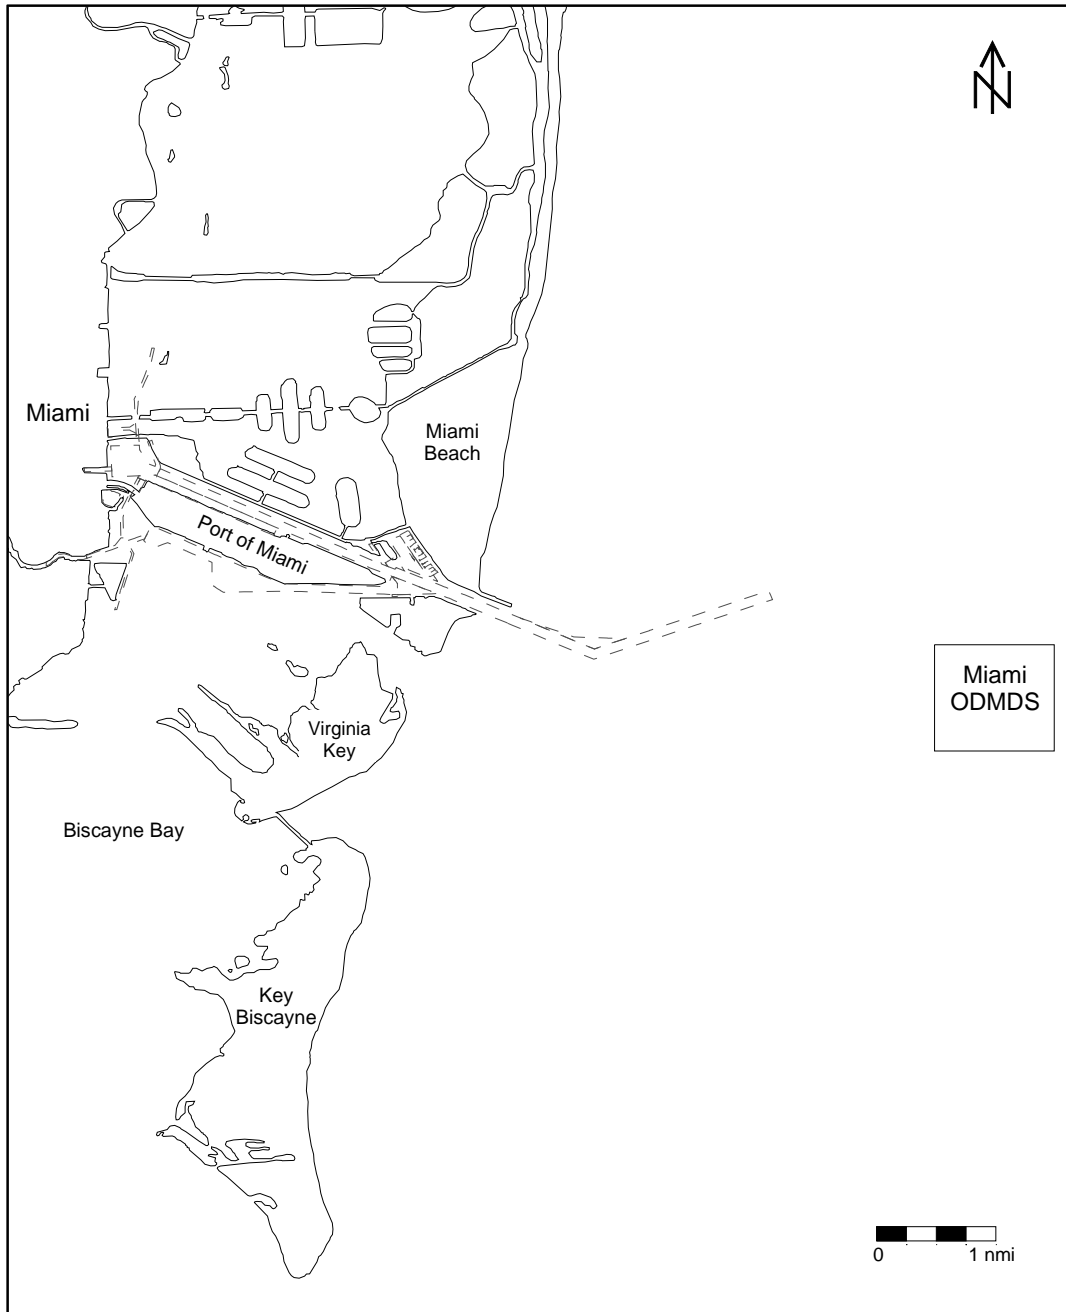 N
Miami
Miami
Beach
Port of Miami
Miami
ODMDS
Virginia
Key
Biscayne Bay
Key
Biscayne
0 1 nmi